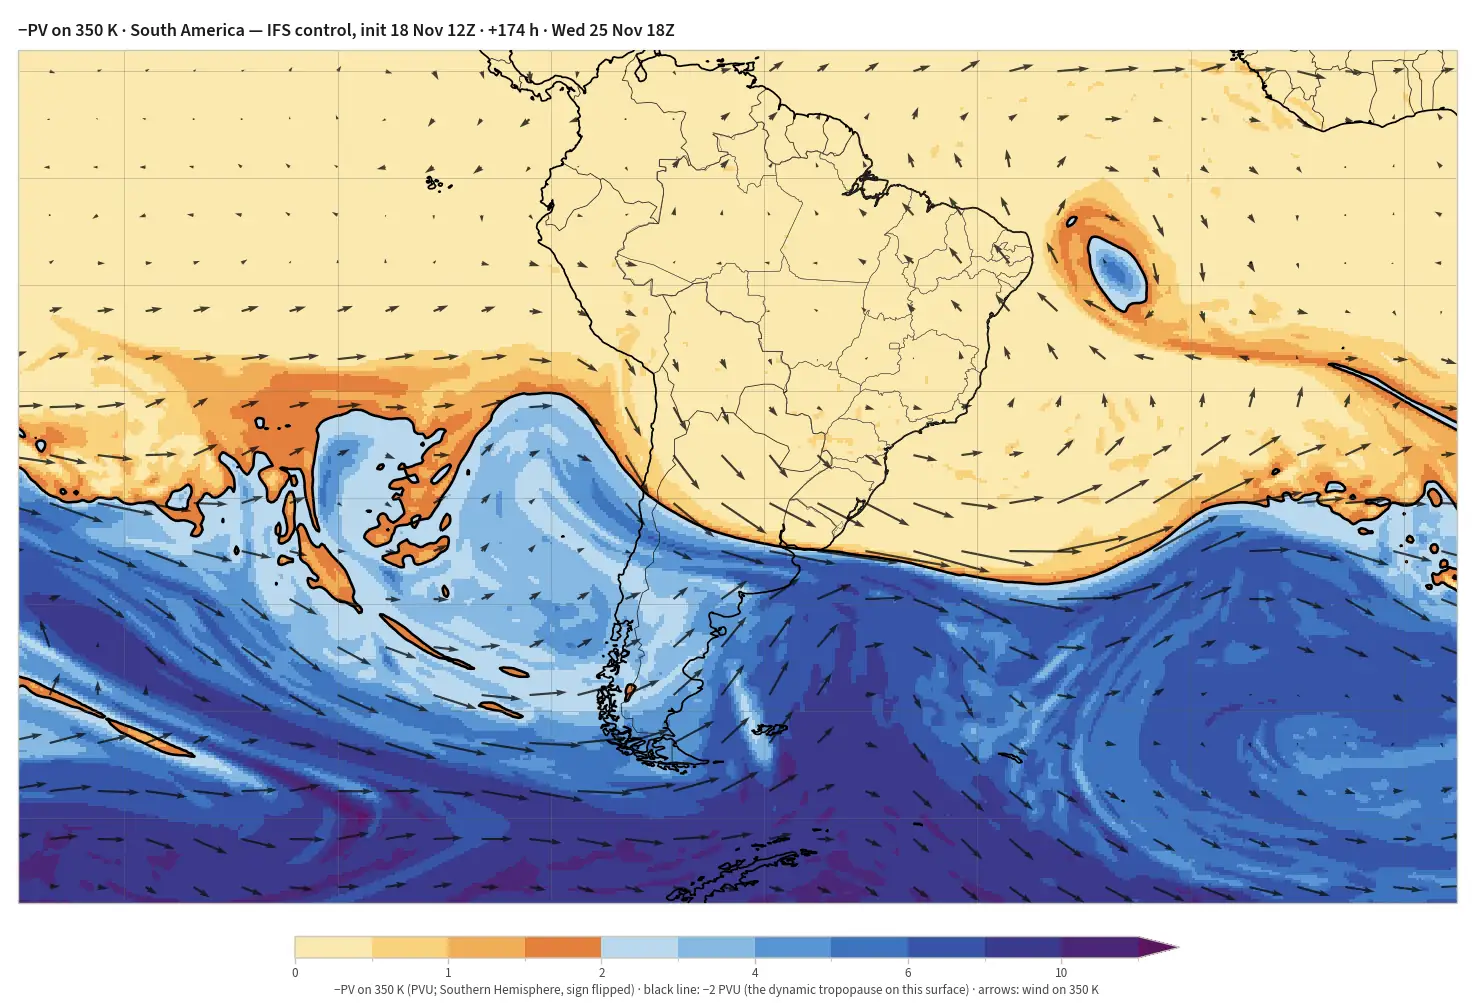 −PV on 350 K · South America — IFS control, init 18 Nov 12Z · +174 h · Wed 25 Nov 18Z
0 1 2 4 6 10
−PV on 350 K (PVU; Southern Hemisphere, sign flipped) · black line: −2 PVU (the dynamic tropopause on this surface) · arrows: wind on 350 K